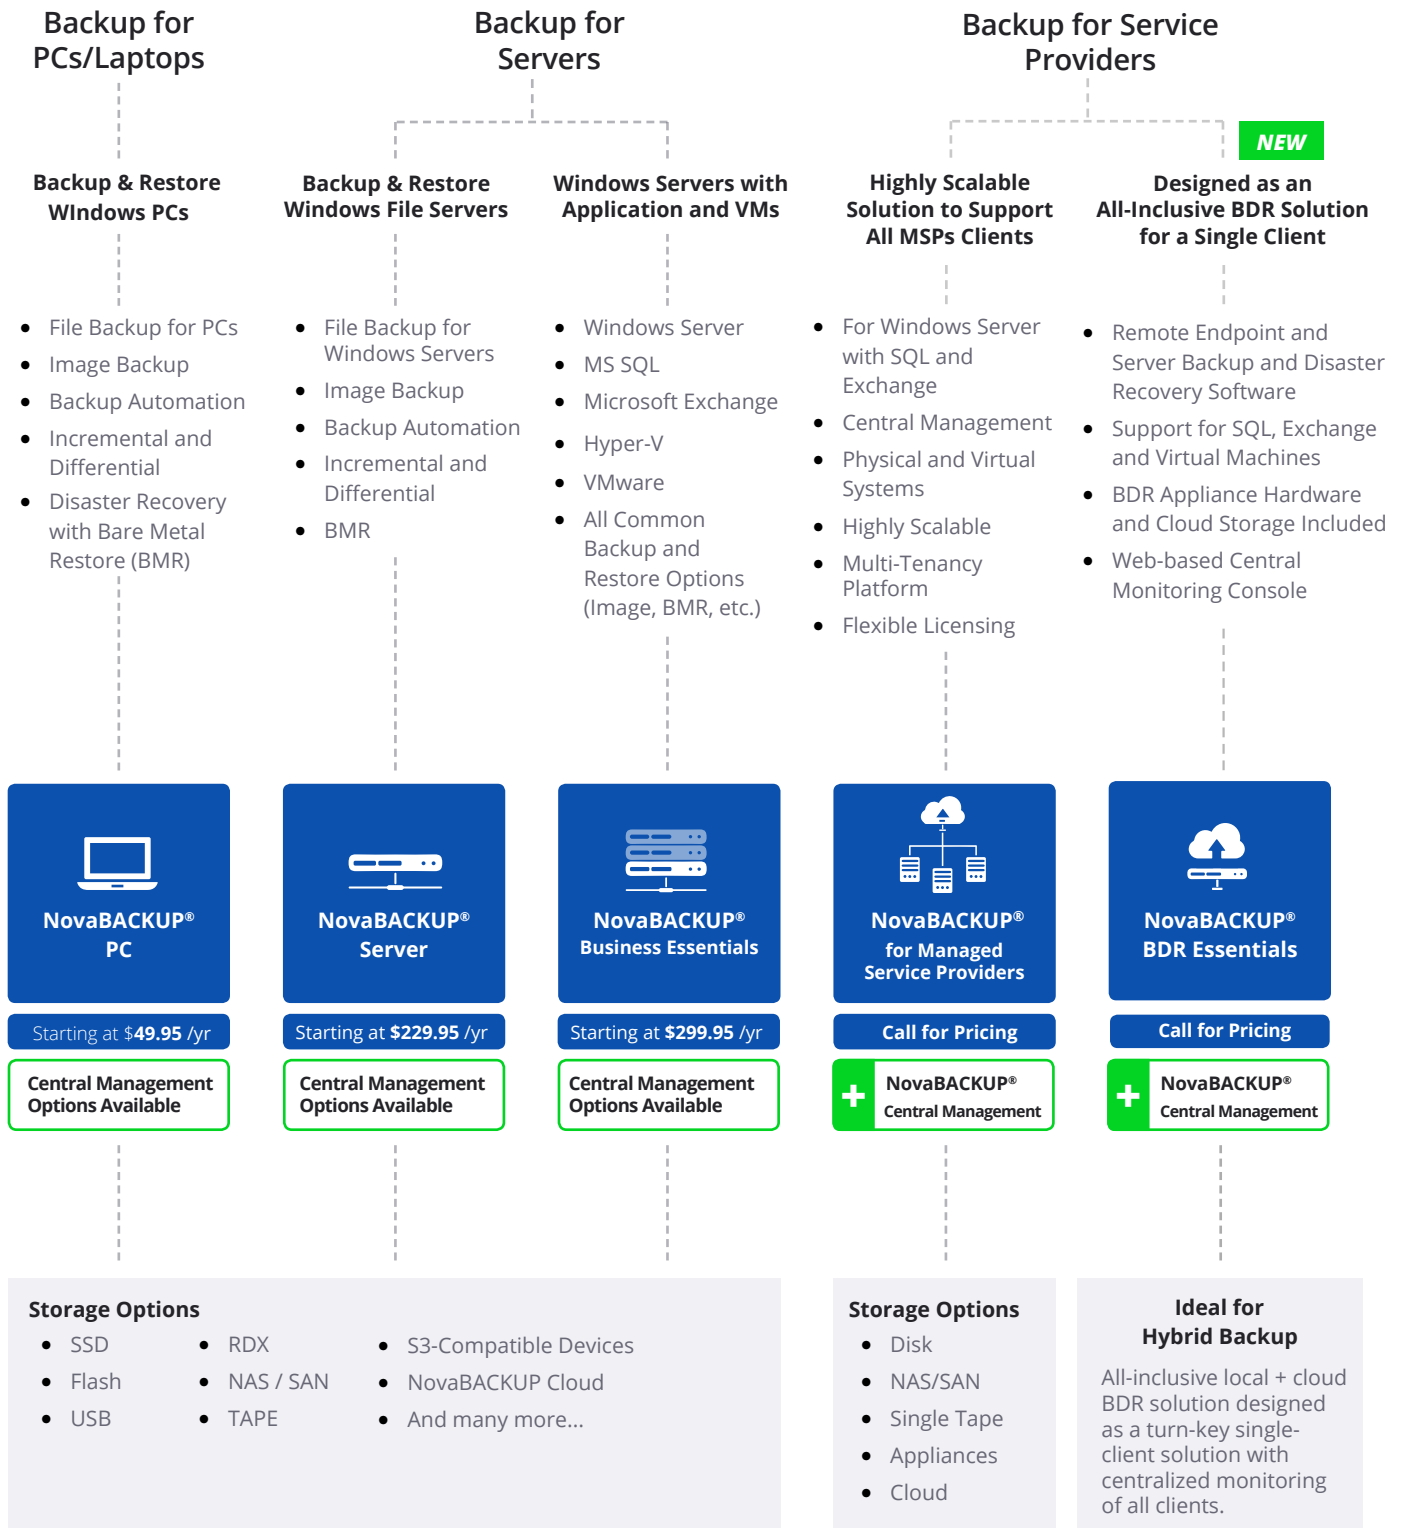 Backup for
PCs/Laptops
Backup for
Servers
Backup for Service
Providers
NEW
Backup & Restore
WIndows PCs
Backup & Restore
Windows File Servers
Windows Servers with
Application and VMs
Highly Scalable
Solution to Support
All MSPs Clients
Designed as an
All-Inclusive BDR Solution
for a Single Client
File Backup for PCs
Image Backup
Backup Automation
Incremental and
Differential
Disaster Recovery
with Bare Metal
Restore (BMR)
File Backup for
Windows Servers
Image Backup
Backup Automation
Incremental and
Differential
BMR
Windows Server
MS SQL
Microsoft Exchange
Hyper-V
VMware
All Common
Backup and
Restore Options
(Image, BMR, etc.)
For Windows Server
with SQL and
Exchange
Central Management
Physical and Virtual
Systems
Highly Scalable
Multi-Tenancy
Platform
Flexible Licensing
Remote Endpoint and
Server Backup and Disaster
Recovery Software
Support for SQL, Exchange
and Virtual Machines
BDR Appliance Hardware
and Cloud Storage Included
Web-based Central
Monitoring Console
NovaBACKUP®
PC
Starting at $49.95 /yr
Central Management
Options Available
NovaBACKUP®
Server
Starting at $229.95 /yr
Central Management
Options Available
NovaBACKUP®
Business Essentials
Starting at $299.95 /yr
Central Management
Options Available
NovaBACKUP®
for Managed
Service Providers
Call for Pricing
NovaBACKUP®
Central Management
NovaBACKUP®
BDR Essentials
Call for Pricing
NovaBACKUP®
Central Management
Storage Options
SSD
Flash
USB
RDX
NAS / SAN
TAPE
S3-Compatible Devices
NovaBACKUP Cloud
And many more...
Storage Options
Disk
NAS/SAN
Single Tape
Appliances
Cloud
Ideal for
Hybrid Backup
All-inclusive local + cloud
BDR solution designed
as a turn-key single-
client solution with
centralized monitoring
of all clients.